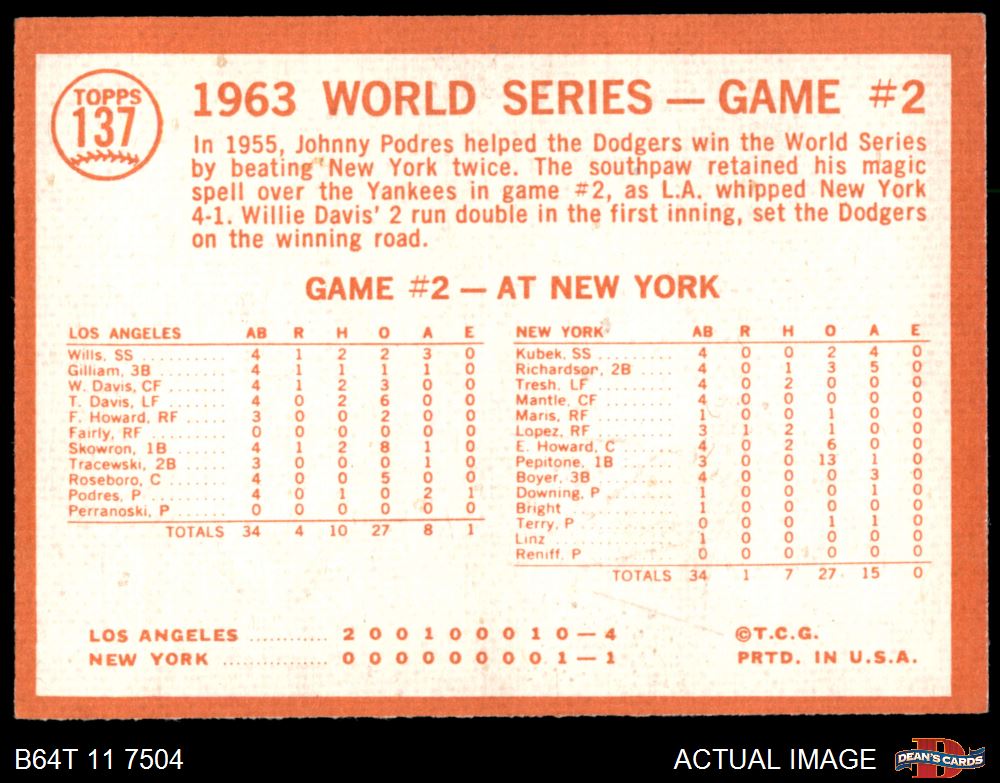 TOPPS
137
1963 WORLD SERIES — GAME #2
In 1955, Johnny Podres helped the Dodgers win the World Series
by beating New York twice. The southpaw retained his magic
spell over the Yankees in game #2, as L.A. whipped New York
4-1. Willie Davis' 2 run double in the first inning, set the Dodgers
on the winning road.
GAME #2 — AT NEW YORK
LOS ANGELES AB R H O A E
Wills, SS .......... 4 1 2 2 3 0
Gilliam, 3B .......... 4 1 1 1 1 0
W. Davis, CF ........ 4 1 2 3 0 0
T. Davis, LF ........ 4 0 2 6 0 0
F. Howard, RF ...... 3 0 0 2 0 0
Fairly, RF .......... 0 0 0 0 0 0
Skowron, 1B ........ 4 1 2 8 1 0
Tracewski, 2B ...... 3 0 0 0 1 0
Roseboro, C ........ 4 0 0 5 0 0
Podres, P .......... 4 0 1 0 2 1
Perranoski, P ...... 0 0 0 0 0 0
TOTALS 34 4 10 27 8 1
NEW YORK AB R H O A E
Kubek, SS .......... 4 0 0 2 4 0
Richardson, 2B .... 4 0 1 3 5 0
Tresh, LF .......... 4 0 2 0 0 0
Mantle, CF .......... 4 0 0 0 0 0
Maris, RF .......... 1 0 0 1 0 0
Lopez, RF .......... 3 1 2 1 0 0
E. Howard, C ........ 4 0 2 6 0 0
Pepitone, 1B ........ 3 0 0 13 1 0
Boyer, 3B .......... 4 0 0 0 3 0
Downing, P .......... 1 0 0 0 1 0
Bright .......... 1 0 0 0 0 0
Terry, P .......... 0 0 0 1 1 0
Linz .......... 1 0 0 0 0 0
Reniff, P .......... 0 0 0 0 0 0
TOTALS 34 1 7 27 15 0
LOS ANGELES .......... 2 0 0 1 0 0 0 1 0 — 4
NEW YORK .............. 0 0 0 0 0 0 0 0 1 — 1
©T.C.G.
PRTD. IN U.S.A.
B64T 11 7504
ACTUAL IMAGE
D
DEAN'S CARDS